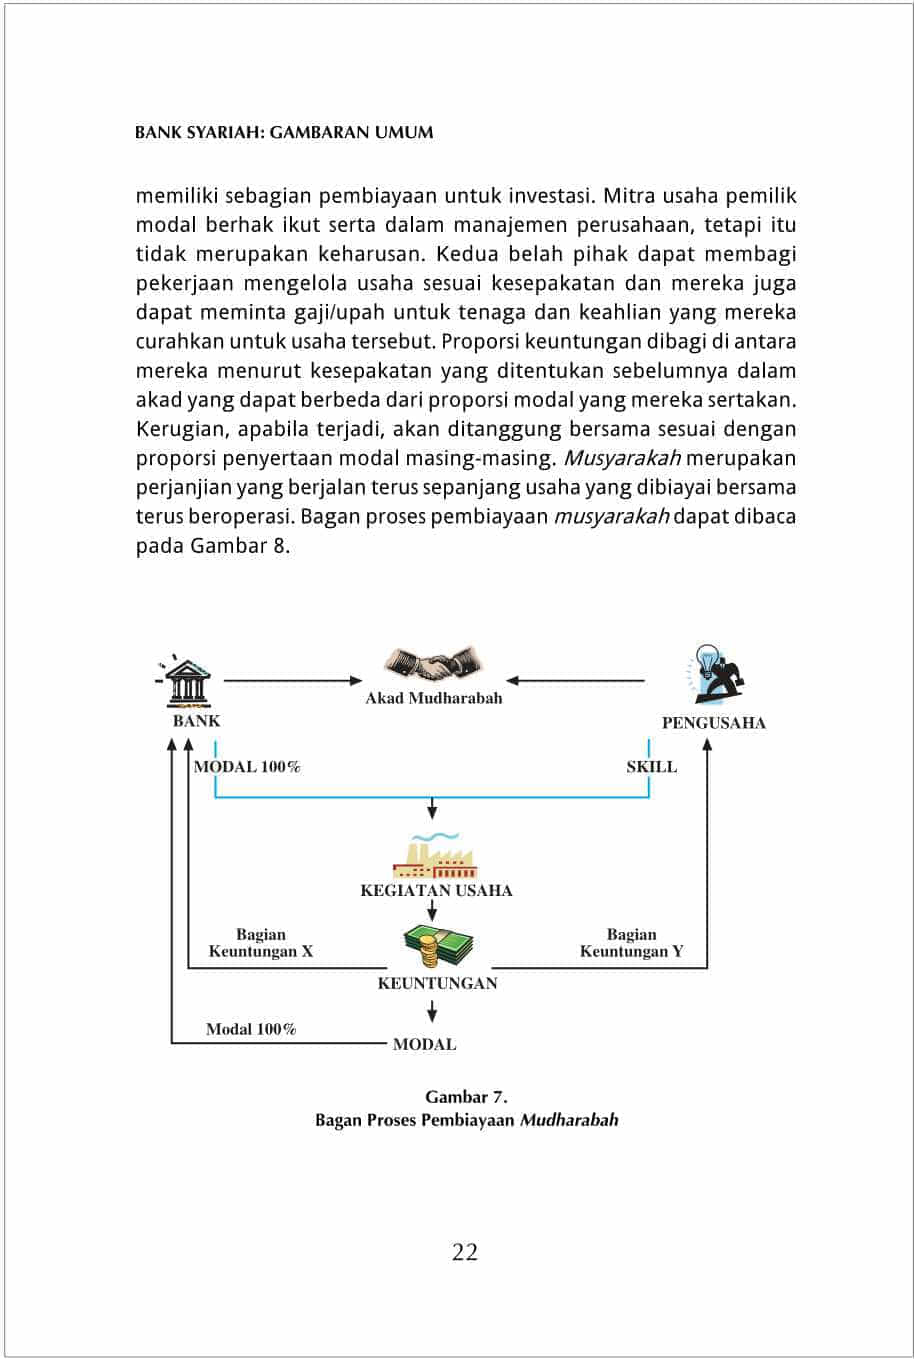 BANK SYARIAH: GAMBARAN UMUM
memiliki sebagian pembiayaan untuk investasi. Mitra usaha pemilik
modal berhak ikut serta dalam manajemen perusahaan, tetapi itu
tidak merupakan keharusan. Kedua belah pihak dapat membagi
pekerjaan mengelola usaha sesuai kesepakatan dan mereka juga
dapat meminta gaji/upah untuk tenaga dan keahlian yang mereka
curahkan untuk usaha tersebut. Proporsi keuntungan dibagi di antara
mereka menurut kesepakatan yang ditentukan sebelumnya dalam
akad yang dapat berbeda dari proporsi modal yang mereka sertakan.
Kerugian, apabila terjadi, akan ditanggung bersama sesuai dengan
proporsi penyertaan modal masing-masing. Musyarakah merupakan
perjanjian yang berjalan terus sepanjang usaha yang dibiayai bersama
terus beroperasi. Bagan proses pembiayaan musyarakah dapat dibaca
pada Gambar 8.
Akad Mudharabah
BANK
PENGUSAHA
MODAL 100%
SKILL
KEGIATAN USAHA
Bagian
Keuntungan X
Bagian
Keuntungan Y
KEUNTUNGAN
Modal 100%
MODAL
Gambar 7.
Bagan Proses Pembiayaan Mudharabah
22